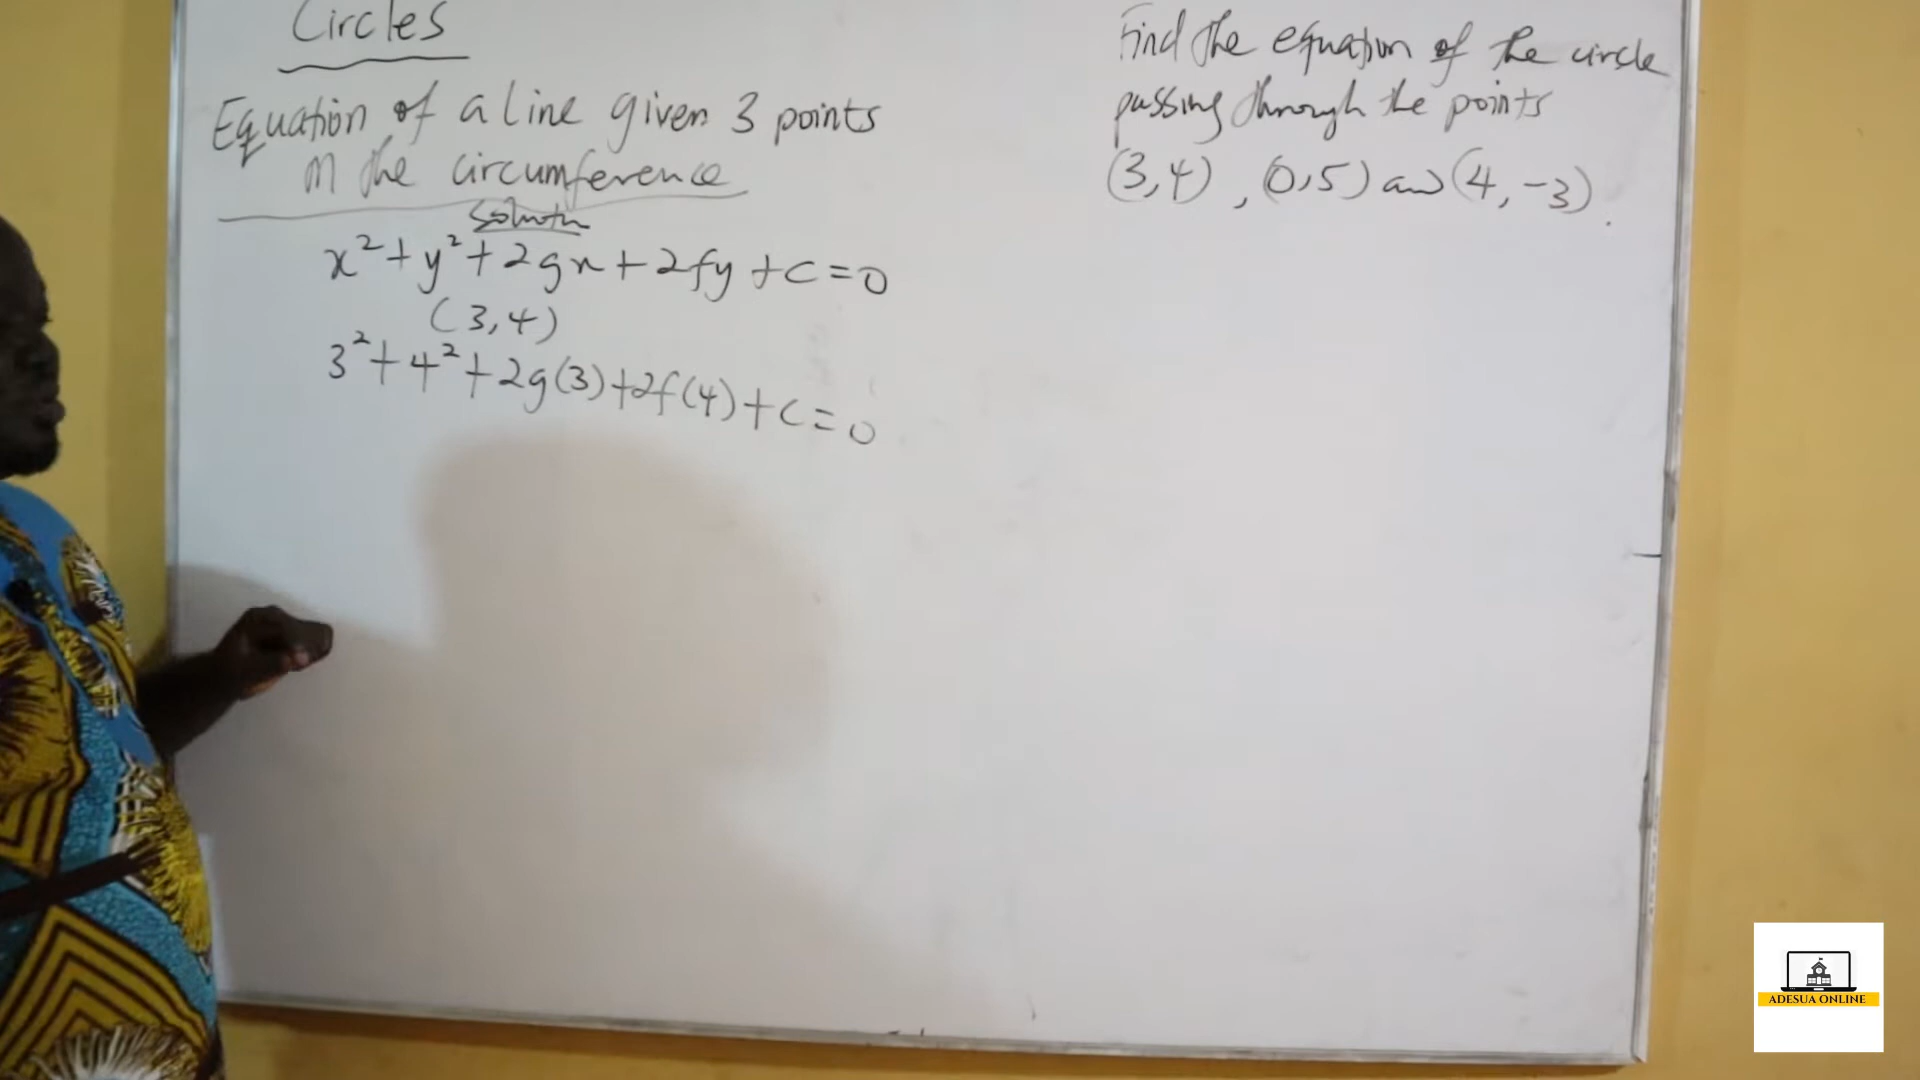 Circles
Equation of a line given 3 points
on the circumference
Solutn
x² + y² + 2gx + 2fy + c = 0
(3, 4)
3² + 4² + 2g(3) + 2f(4) + c = 0
Find the equation of the circle
passing through the points
(3, 4) , (0, 5) and (4, -3).
ADESUA ONLINE